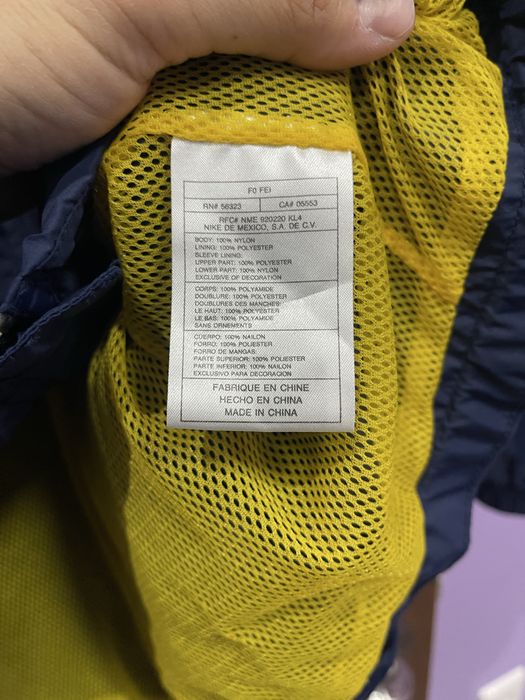 F0 FEI
RN# 56323 CA# 05553
RFC# NME 920220 KL4
NIKE DE MEXICO, S.A. DE C.V.
BODY: 100% NYLON
LINING: 100% POLYESTER
SLEEVE LINING:
UPPER PART: 100% POLYESTER
LOWER PART: 100% NYLON
EXCLUSIVE OF DECORATION
CORPS: 100% POLYAMIDE
DOUBLURE: 100% POLYESTER
DOUBLURES DES MANCHES:
LE HAUT: 100% POLYESTER
LE BAS: 100% POLYAMIDE
SANS ORNEMENTS
CUERPO: 100% NAILON
FORRO: 100% POLIESTER
FORRO DE MANGAS:
PARTE SUPERIOR: 100% POLIESTER
PARTE INFERIOR: 100% NAILON
EXCLUSIVO PARA DECORACION
FABRIQUE EN CHINE
HECHO EN CHINA
MADE IN CHINA